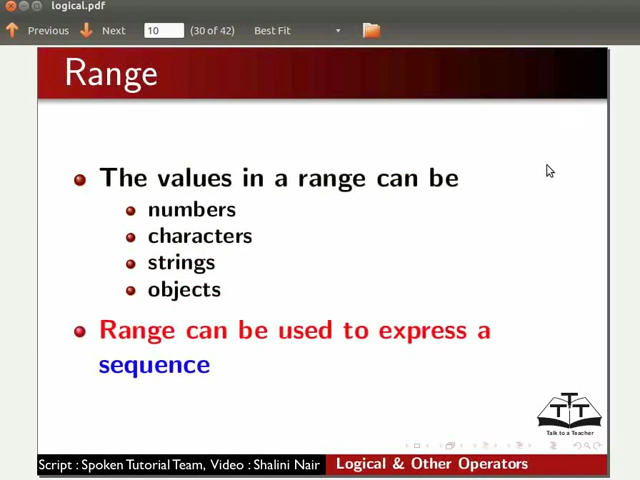 logical.pdf
Previous Next 10 (30 of 42) Best Fit
Range
The values in a range can be
numbers
characters
strings
objects
Range can be used to express a
sequence
T T T
Talk to a Teacher
Script : Spoken Tutorial Team, Video : Shalini Nair Logical & Other Operators